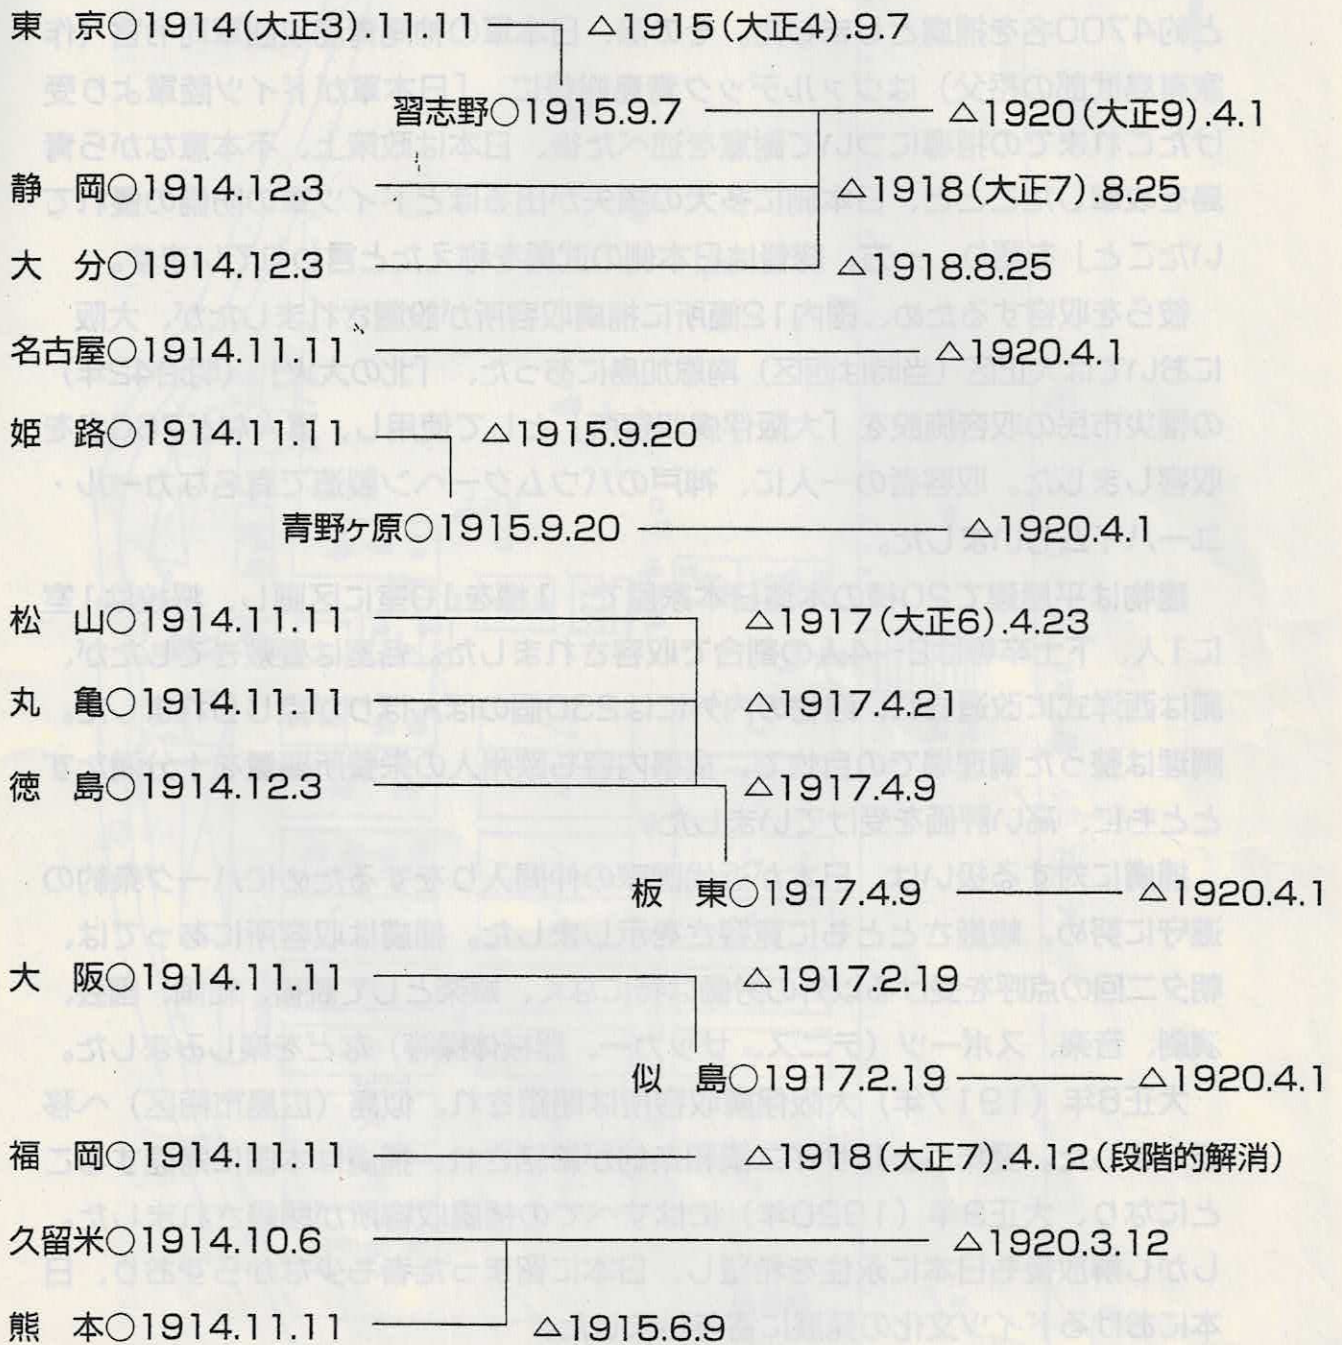 東　京○1914(大正3).11.11　△1915(大正4).9.7
習志野○1915.9.7　△1920(大正9).4.1
静　岡○1914.12.3　△1918(大正7).8.25
大　分○1914.12.3　△1918.8.25
名古屋○1914.11.11　△1920.4.1
姫　路○1914.11.11　△1915.9.20
青野ヶ原○1915.9.20　△1920.4.1
松　山○1914.11.11　△1917(大正6).4.23
丸　亀○1914.11.11　△1917.4.21
徳　島○1914.12.3　△1917.4.9
板　東○1917.4.9　△1920.4.1
大　阪○1914.11.11　△1917.2.19
似　島○1917.2.19　△1920.4.1
福　岡○1914.11.11　△1918(大正7).4.12(段階的解消)
久留米○1914.10.6　△1920.3.12
熊　本○1914.11.11　△1915.6.9